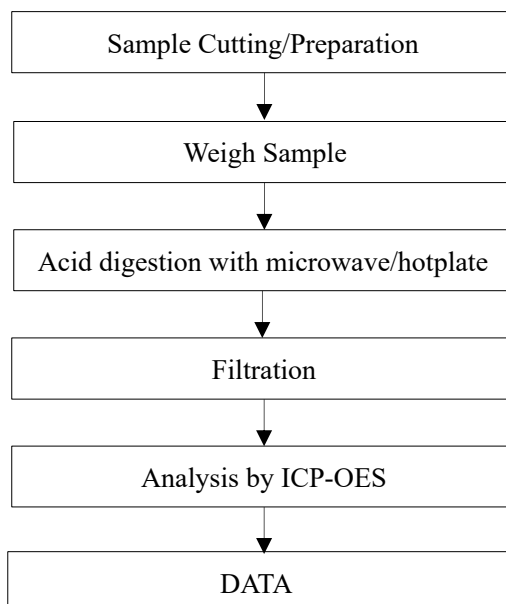 Sample Cutting/Preparation
Weigh Sample
Acid digestion with microwave/hotplate
Filtration
Analysis by ICP-OES
DATA